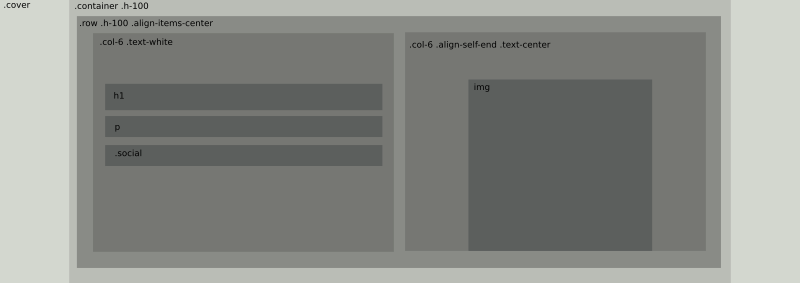 .cover
.container .h-100
.row .h-100 .align-items-center
.col-6 .text-white
h1
p
.social
.col-6 .align-self-end .text-center
img